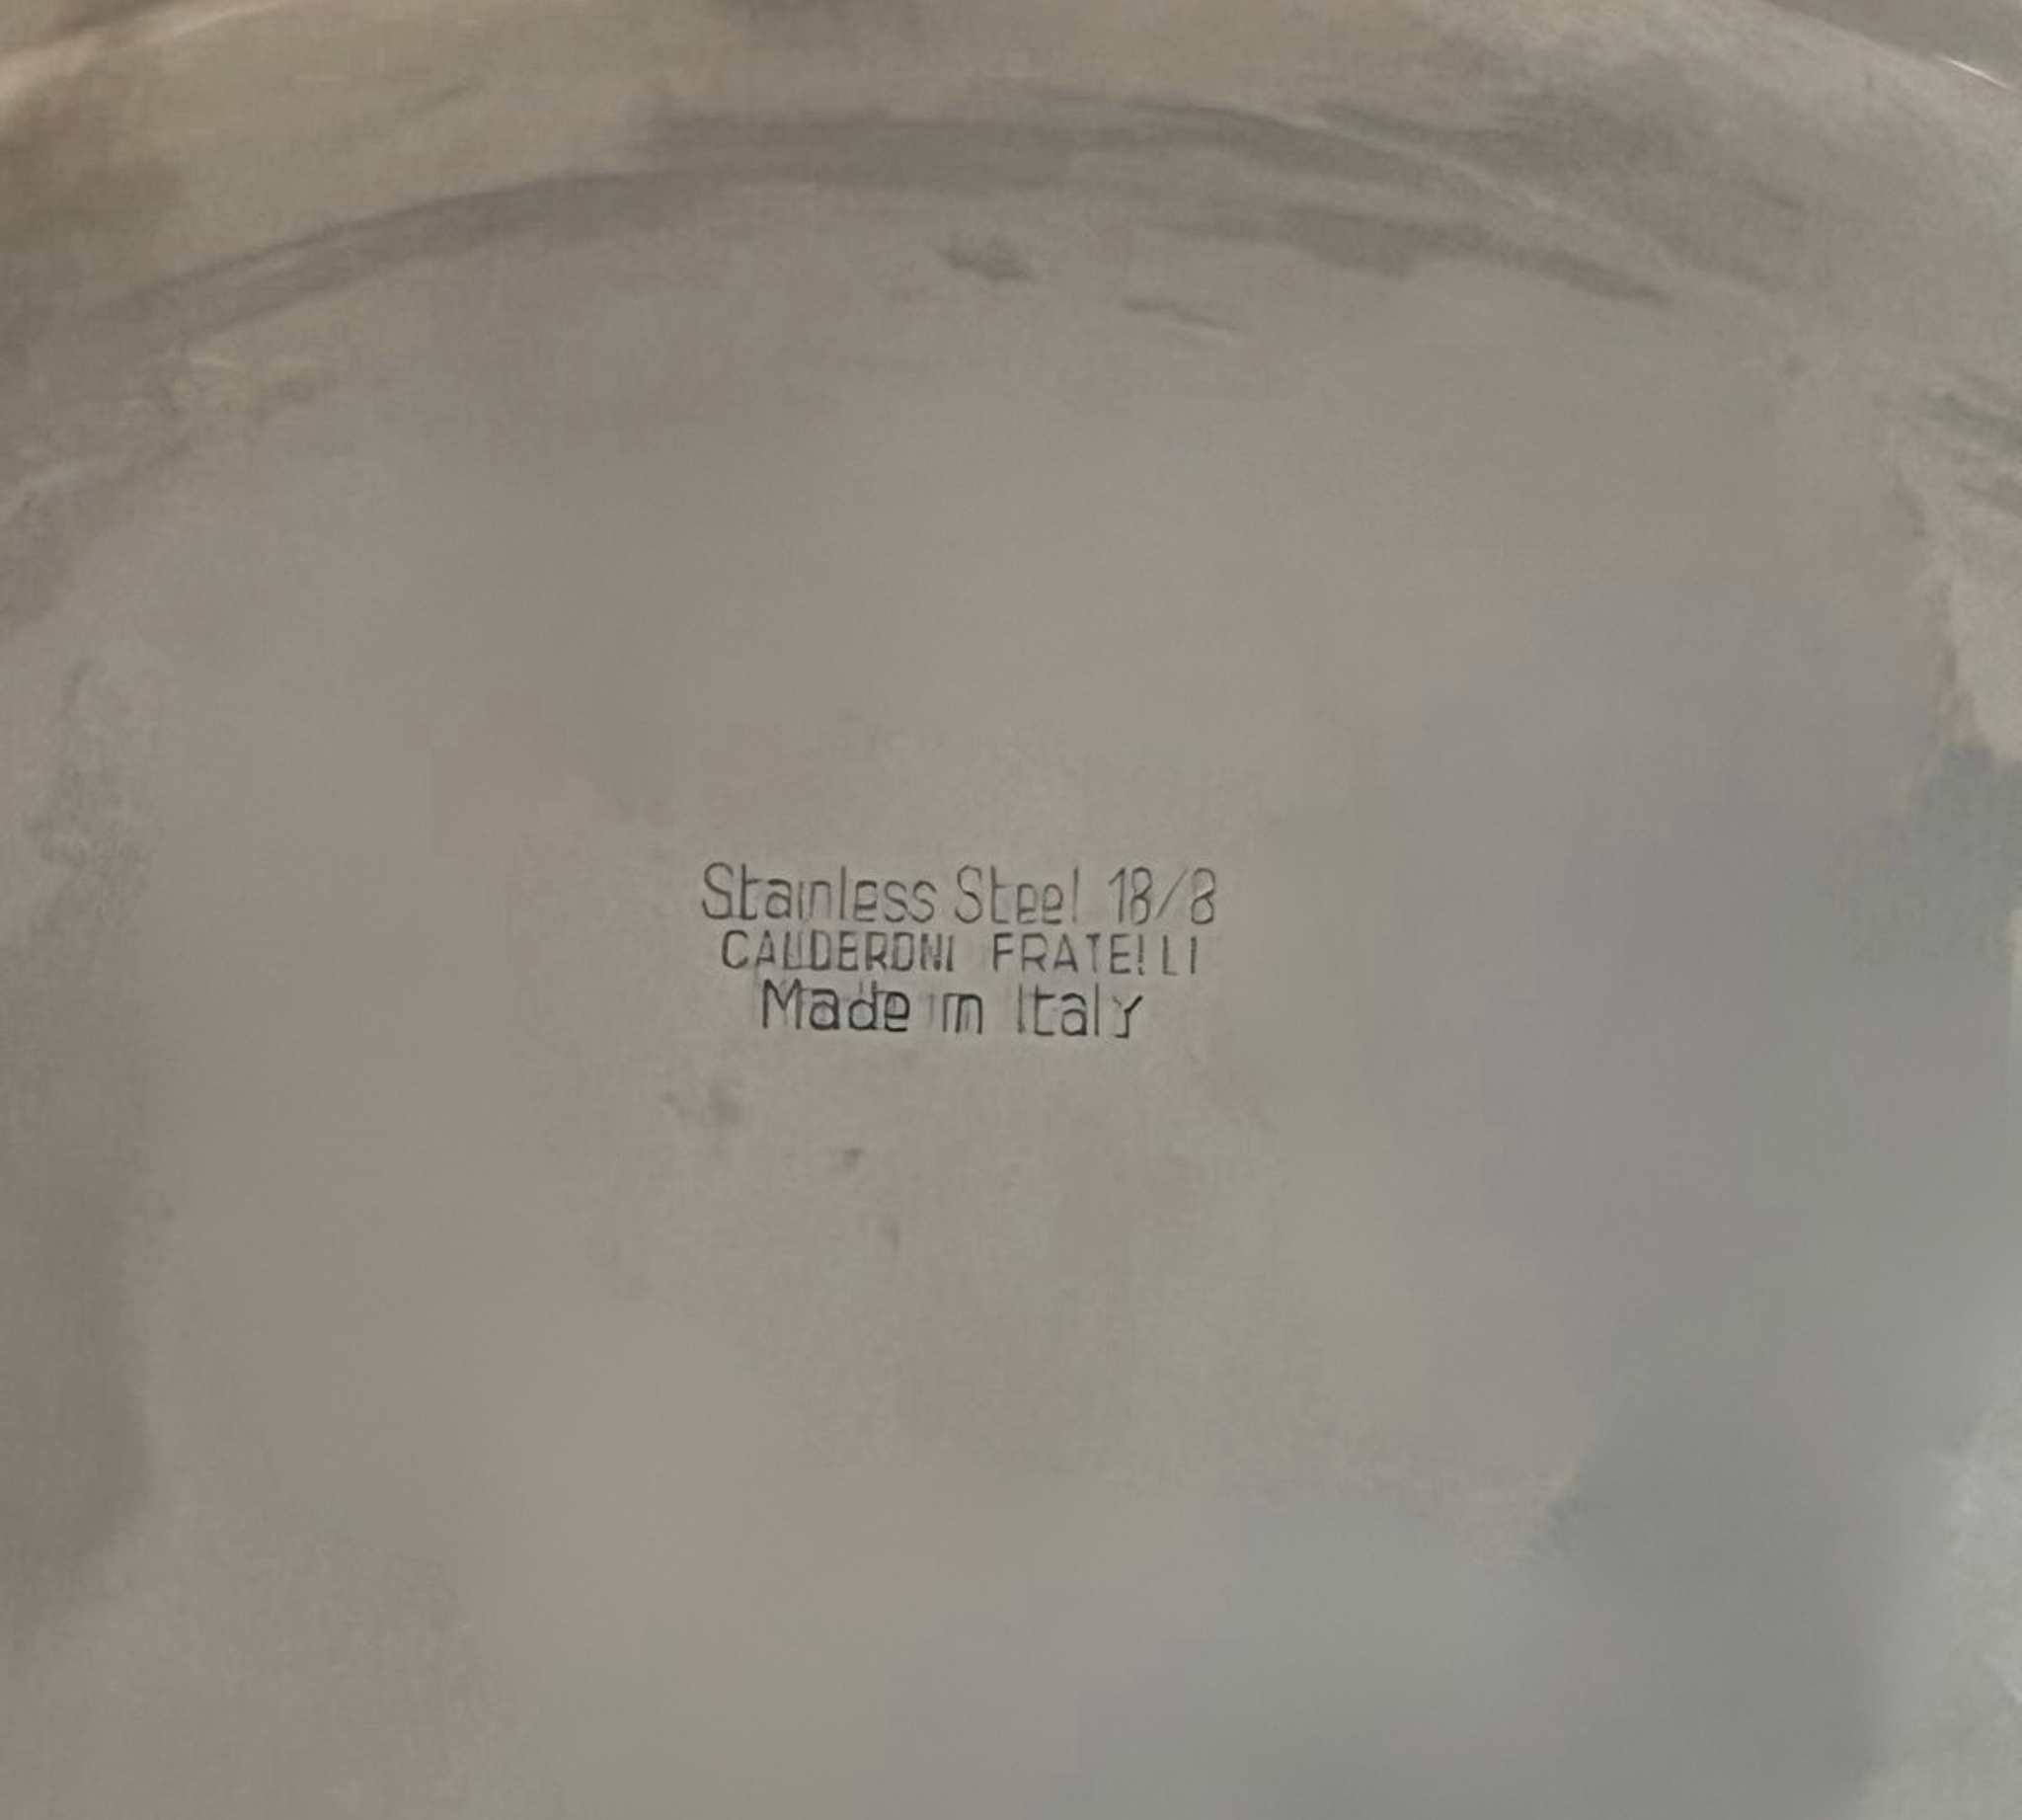 Stainless Steel 18/8
CALDERONI FRATELLI
Made in Italy